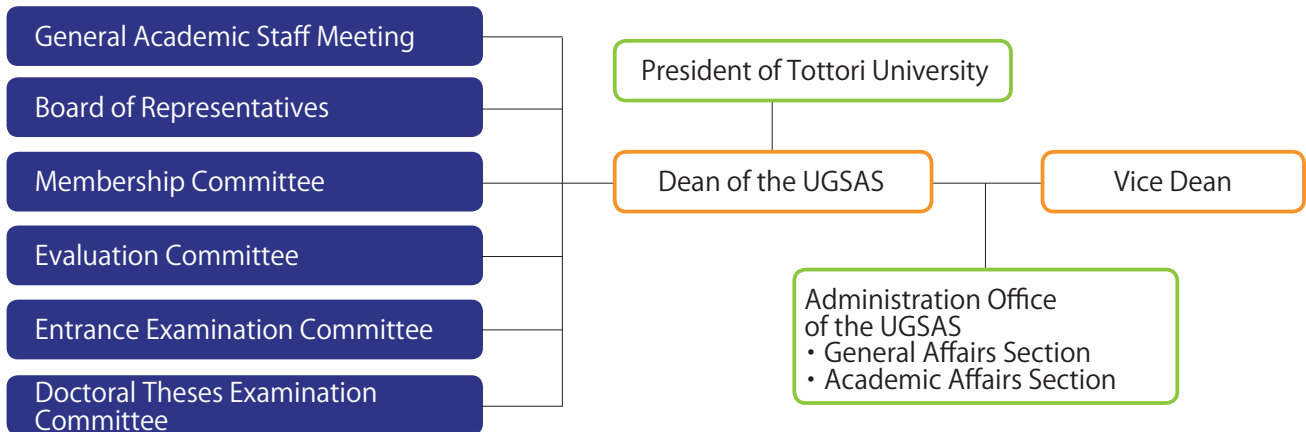 General Academic Staff Meeting
Board of Representatives
Membership Committee
Evaluation Committee
Entrance Examination Committee
Doctoral Theses Examination
Committee
President of Tottori University
Dean of the UGSAS
Vice Dean
Administration Office
of the UGSAS
・General Affairs Section
・Academic Affairs Section